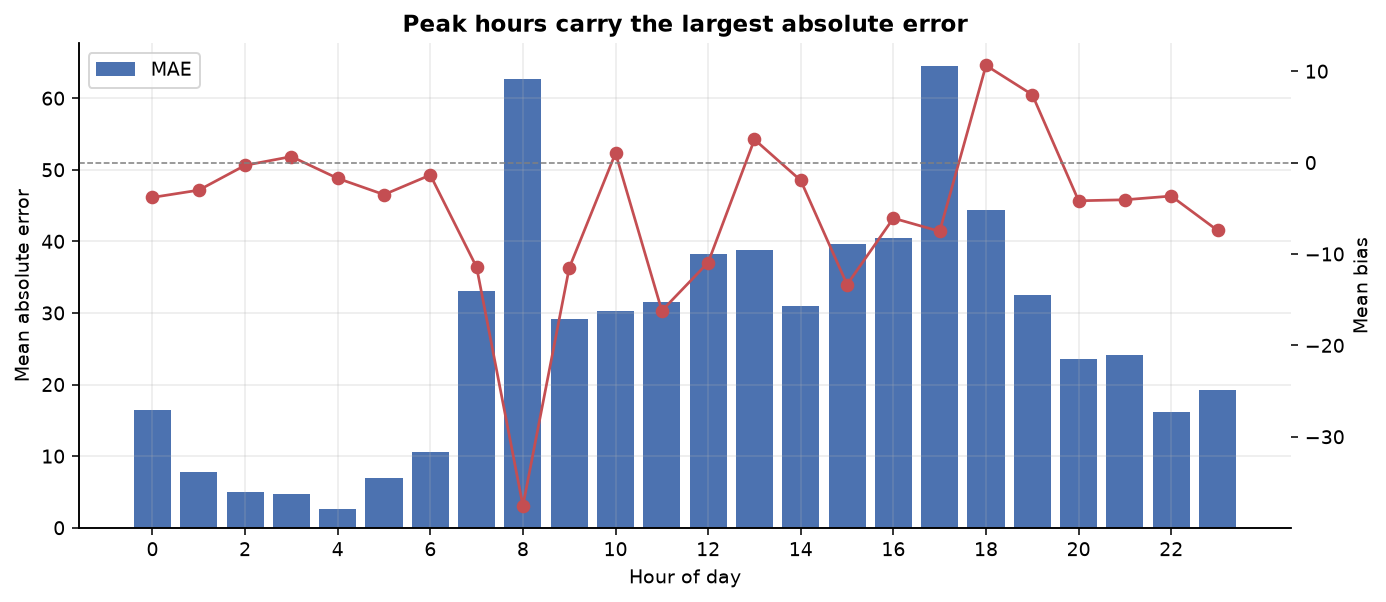 Peak hours carry the largest absolute error
MAE
Mean absolute error
60
50
40
30
20
10
0
10
0
−10
−20
−30
Mean bias
0 2 4 6 8 10 12 14 16 18 20 22
Hour of day